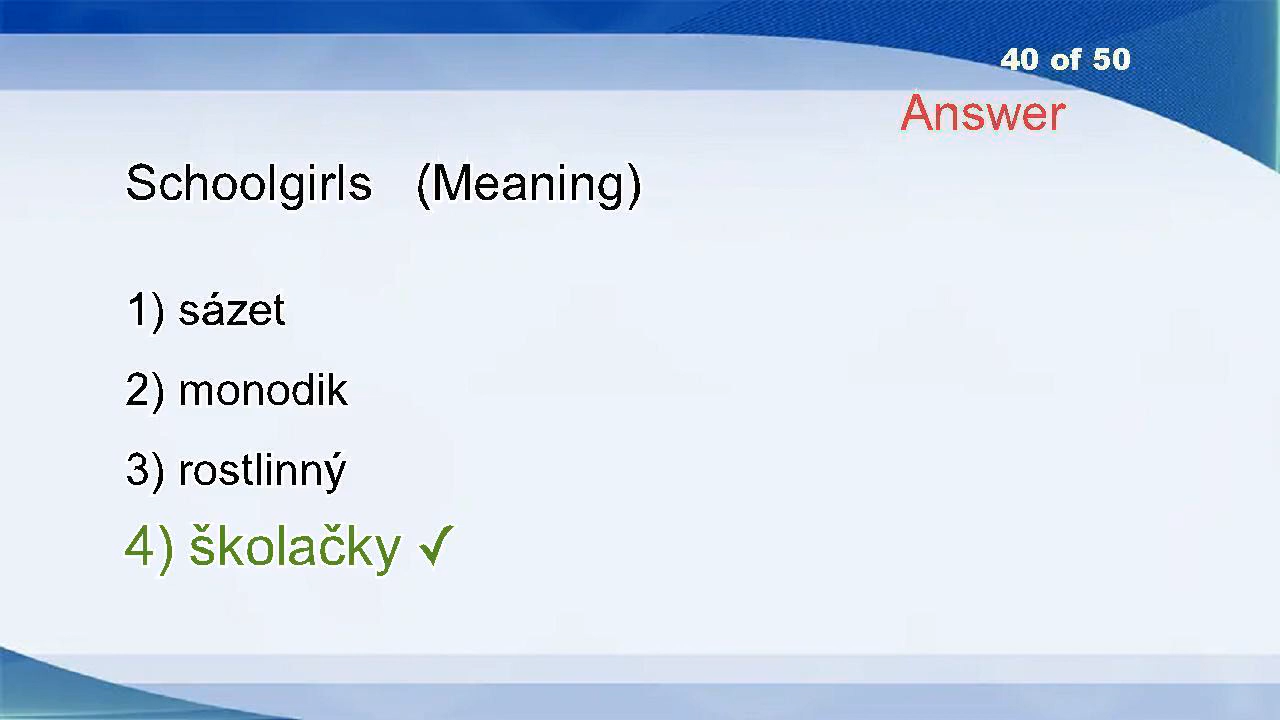 40 of 50
Answer
Schoolgirls (Meaning)
1) sázet
2) monodik
3) rostlinný
4) školačky ✓